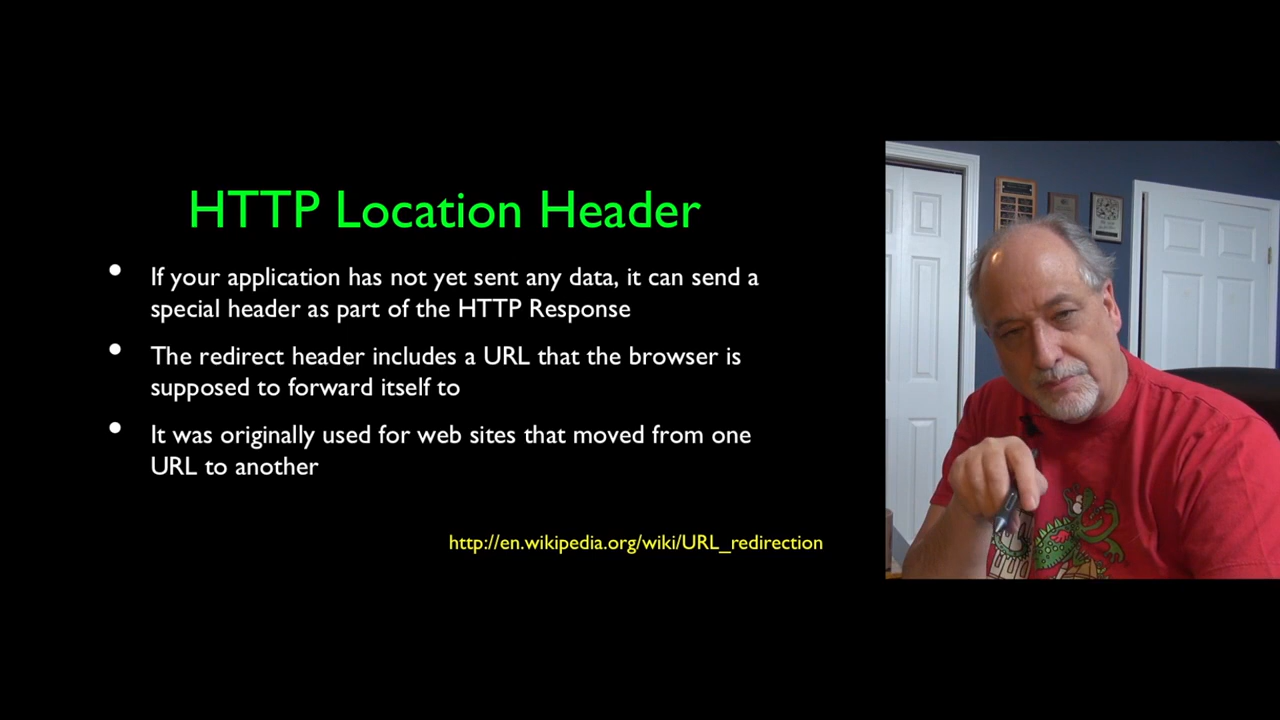 HTTP Location Header
• If your application has not yet sent any data, it can send a
special header as part of the HTTP Response
• The redirect header includes a URL that the browser is
supposed to forward itself to
• It was originally used for web sites that moved from one
URL to another
http://en.wikipedia.org/wiki/URL_redirection